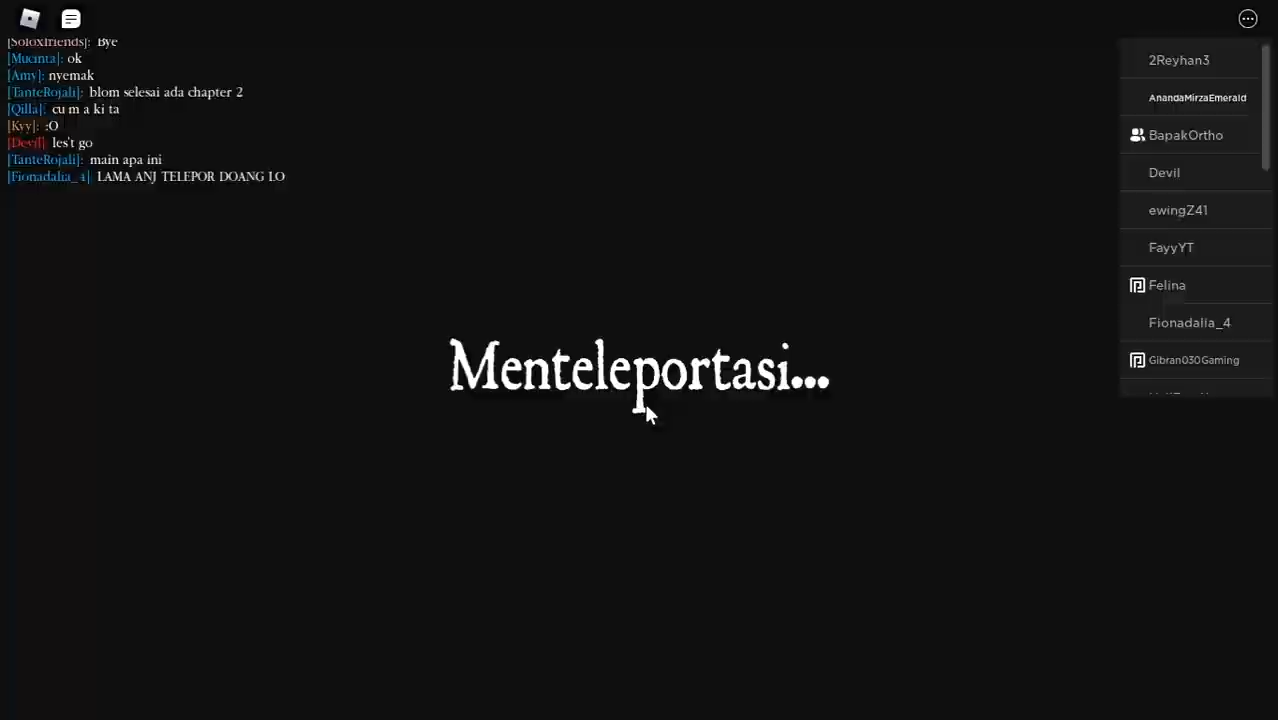 [Soloxfriends]: Bye
[Mucinta]: ok
[Amy]: nyemak
[TanteRojali]: blom selesai ada chapter 2
[Qilla]: cu m a ki ta
[Kyy]: :O
[Devil]: les't go
[TanteRojali]: main apa ini
[Fionadalia_4]: LAMA ANJ TELEPOR DOANG LO
Menteleportasi...
2Reyhan3
AnandaMirzaEmerald
BapakOrtho
Devil
ewingZ41
FayyYT
Felina
Fionadalia_4
Gibran030Gaming